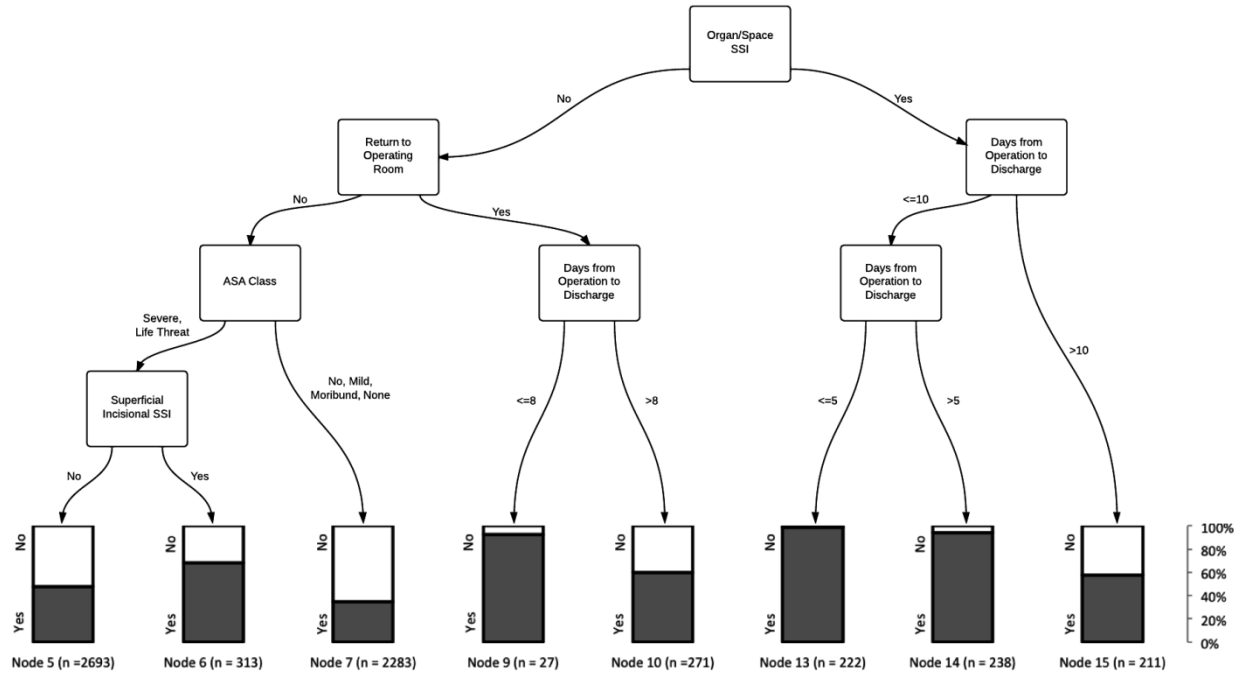 Organ/Space
SSI
No
Yes
Return to
Operating
Room
Days from
Operation to
Discharge
No
Yes
<=10
>10
ASA Class
Days from
Operation to
Discharge
Days from
Operation to
Discharge
Severe,
Life Threat
No, Mild,
Moribund, None
<=8
>8
<=5
>5
Superficial
Incisional SSI
No
Yes
No
Yes
No
Yes
No
Yes
No
Yes
No
Yes
No
Yes
No
Yes
No
Yes
100%
80%
60%
40%
20%
0%
Node 5 (n =2693)
Node 6 (n = 313)
Node 7 (n = 2283)
Node 9 (n = 27)
Node 10 (n =271)
Node 13 (n = 222)
Node 14 (n = 238)
Node 15 (n = 211)